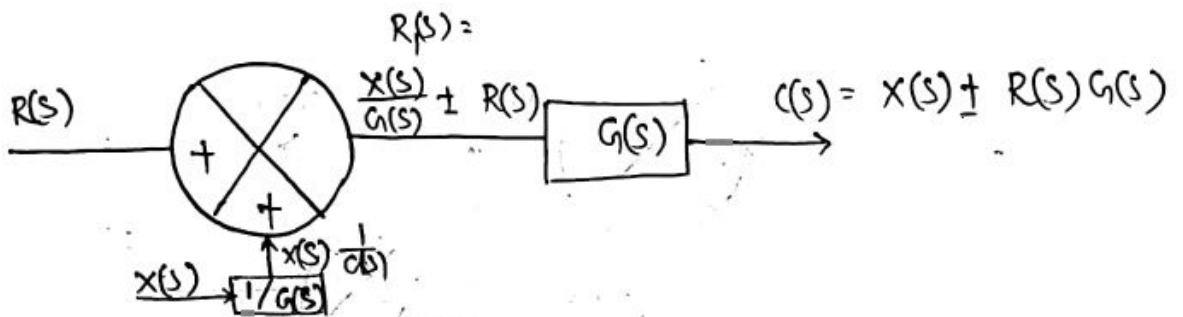 R(S) =
R(S)
X(S)/G(S) ± R(S)
G(S)
C(S) = X(S) ± R(S) G(S)
+
+
X(S)
X(S) 1/G(S)
1/G(S)